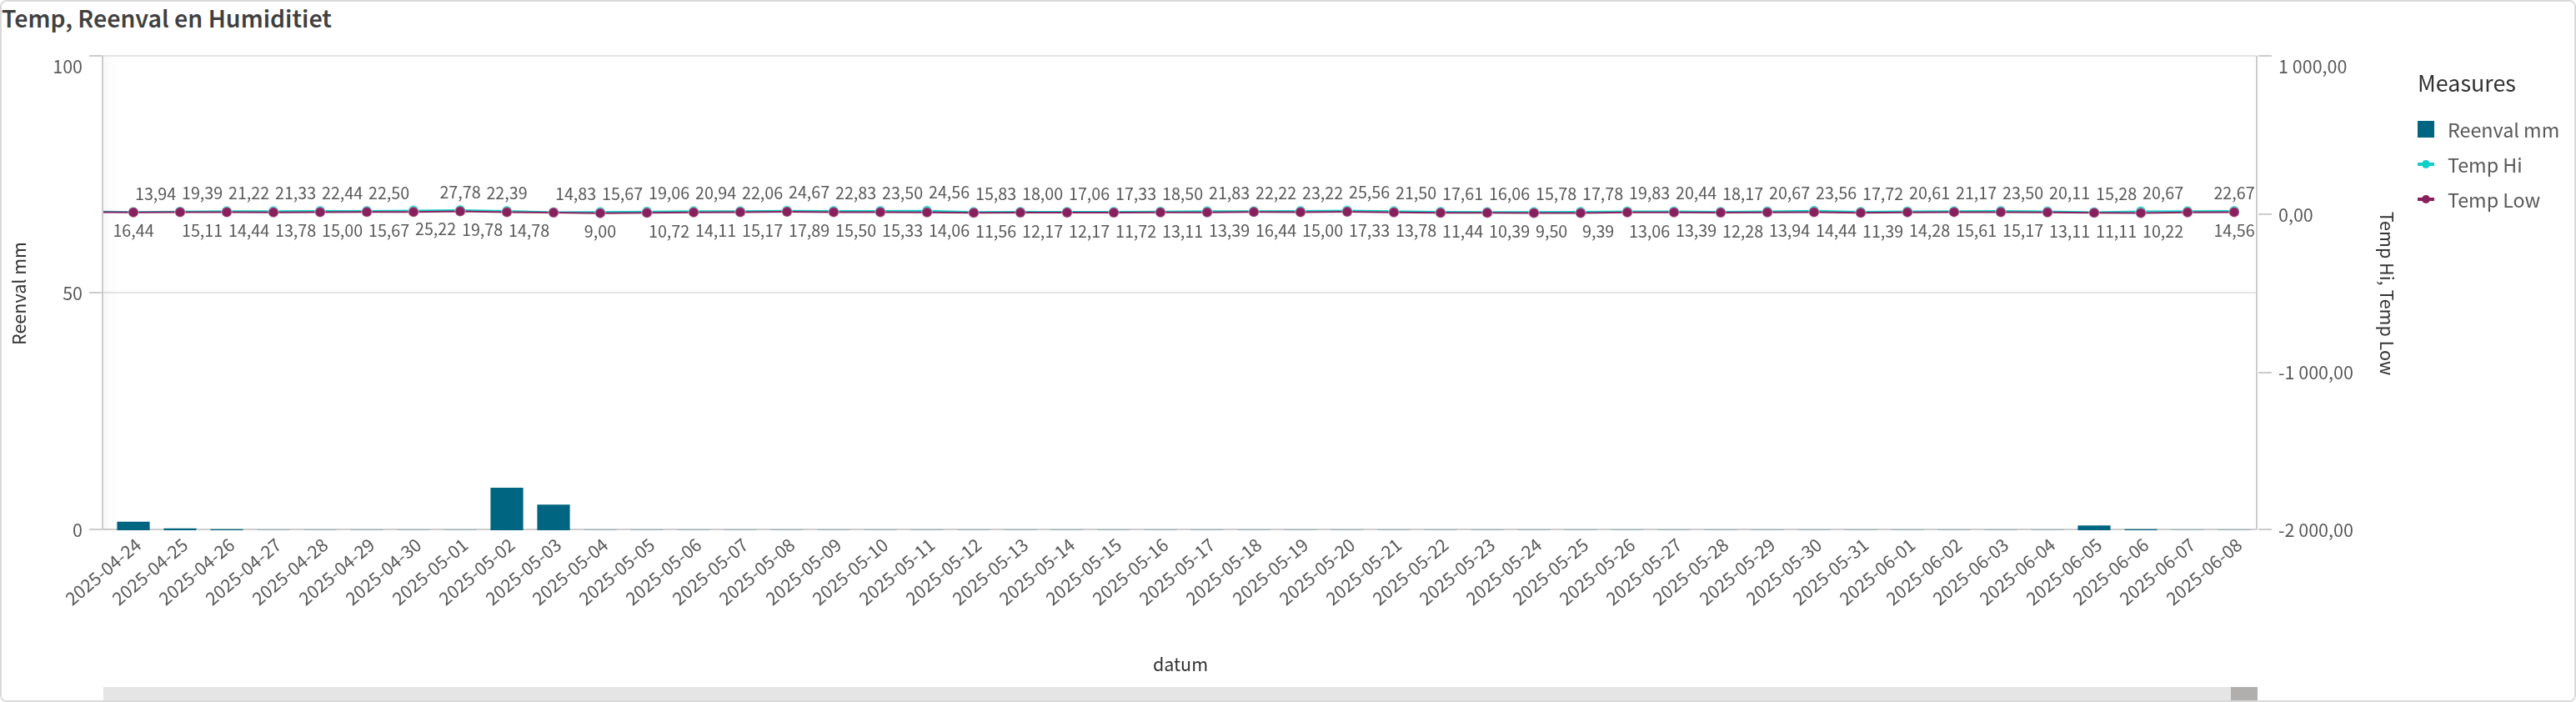 Temp, Reenval en Humiditiet
100
50
0
Reenval mm
13,94 19,39 21,22 21,33 22,44 22,50 27,78 22,39 14,83 15,67 19,06 20,94 22,06 24,67 22,83 23,50 24,56 15,83 18,00 17,06 17,33 18,50 21,83 22,22 23,22 25,56 21,50 17,61 16,06 15,78 17,78 19,83 20,44 18,17 20,67 23,56 17,72 20,61 21,17 23,50 20,11 15,28 20,67 22,67
16,44 15,11 14,44 13,78 15,00 15,67 25,22 19,78 14,78 9,00 10,72 14,11 15,17 17,89 15,50 15,33 14,06 11,56 12,17 12,17 11,72 13,11 13,39 16,44 15,00 17,33 13,78 11,44 10,39 9,50 9,39 13,06 13,39 12,28 13,94 14,44 11,39 14,28 15,61 15,17 13,11 11,11 10,22 14,56
1 000,00
0,00
-1 000,00
-2 000,00
Temp Hi, Temp Low
2025-04-24 2025-04-25 2025-04-26 2025-04-27 2025-04-28 2025-04-29 2025-04-30 2025-05-01 2025-05-02 2025-05-03 2025-05-04 2025-05-05 2025-05-06 2025-05-07 2025-05-08 2025-05-09 2025-05-10 2025-05-11 2025-05-12 2025-05-13 2025-05-14 2025-05-15 2025-05-16 2025-05-17 2025-05-18 2025-05-19 2025-05-20 2025-05-21 2025-05-22 2025-05-23 2025-05-24 2025-05-25 2025-05-26 2025-05-27 2025-05-28 2025-05-29 2025-05-30 2025-05-31 2025-06-01 2025-06-02 2025-06-03 2025-06-04 2025-06-05 2025-06-06 2025-06-07 2025-06-08
datum
Measures
Reenval mm
Temp Hi
Temp Low